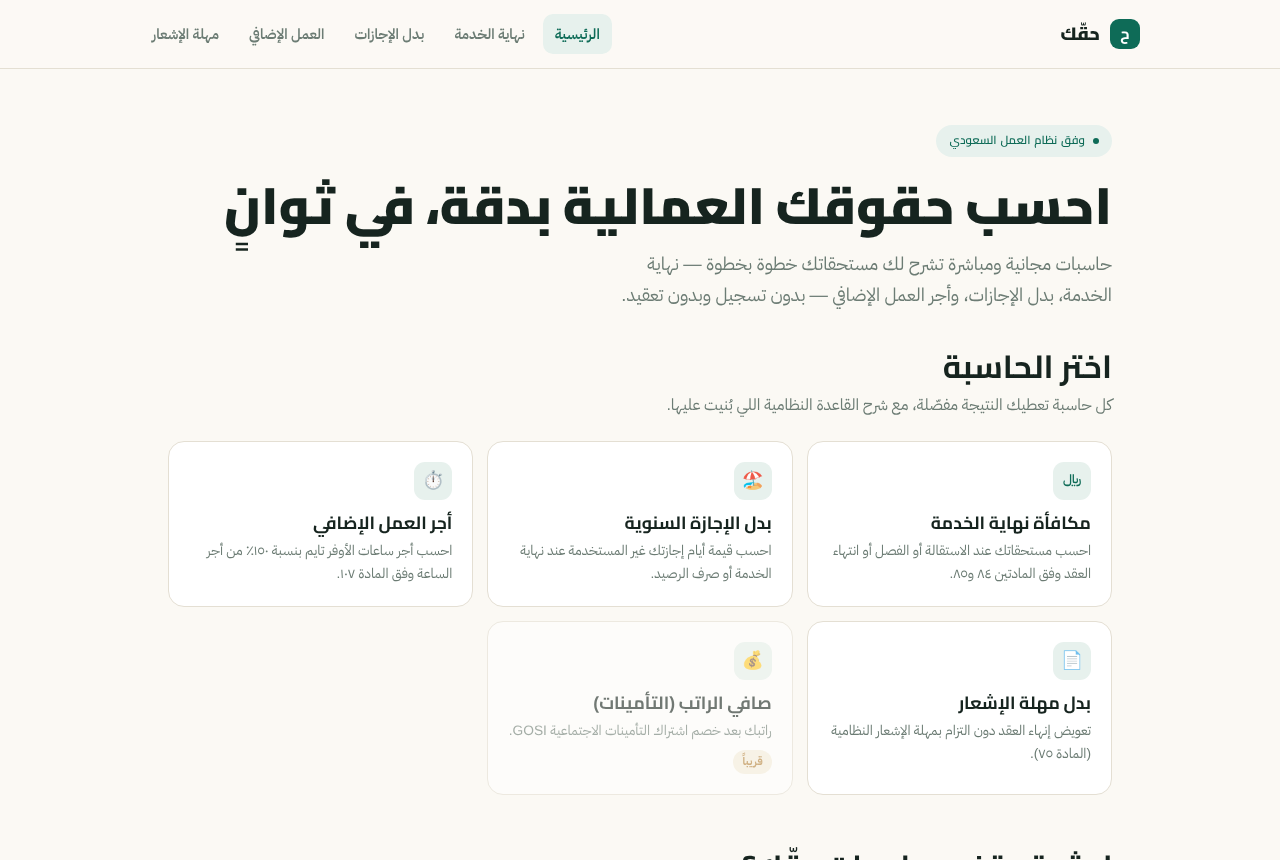 ح حقّك
الرئيسية نهاية الخدمة بدل الإجازات العمل الإضافي مهلة الإشعار
وفق نظام العمل السعودي
احسب حقوقك العمالية بدقة، في ثوانٍ
حاسبات مجانية ومباشرة تشرح لك مستحقاتك خطوة بخطوة — نهاية
الخدمة، بدل الإجازات، وأجر العمل الإضافي — بدون تسجيل وبدون تعقيد.
اختر الحاسبة
كل حاسبة تعطيك النتيجة مفصّلة، مع شرح القاعدة النظامية اللي بُنيت عليها.
ريال
مكافأة نهاية الخدمة
احسب مستحقاتك عند الاستقالة أو الفصل أو انتهاء
العقد وفق المادتين ٨٤ و٨٥.
بدل الإجازة السنوية
احسب قيمة أيام إجازتك غير المستخدمة عند نهاية
الخدمة أو صرف الرصيد.
أجر العمل الإضافي
احسب أجر ساعات الأوفر تايم بنسبة ١٥٠٪ من أجر
الساعة وفق المادة ١٠٧.
بدل مهلة الإشعار
تعويض إنهاء العقد دون التزام بمهلة الإشعار النظامية
(المادة ٧٥).
صافي الراتب (التأمينات)
راتبك بعد خصم اشتراك التأمينات الاجتماعية GOSI.
قريباً